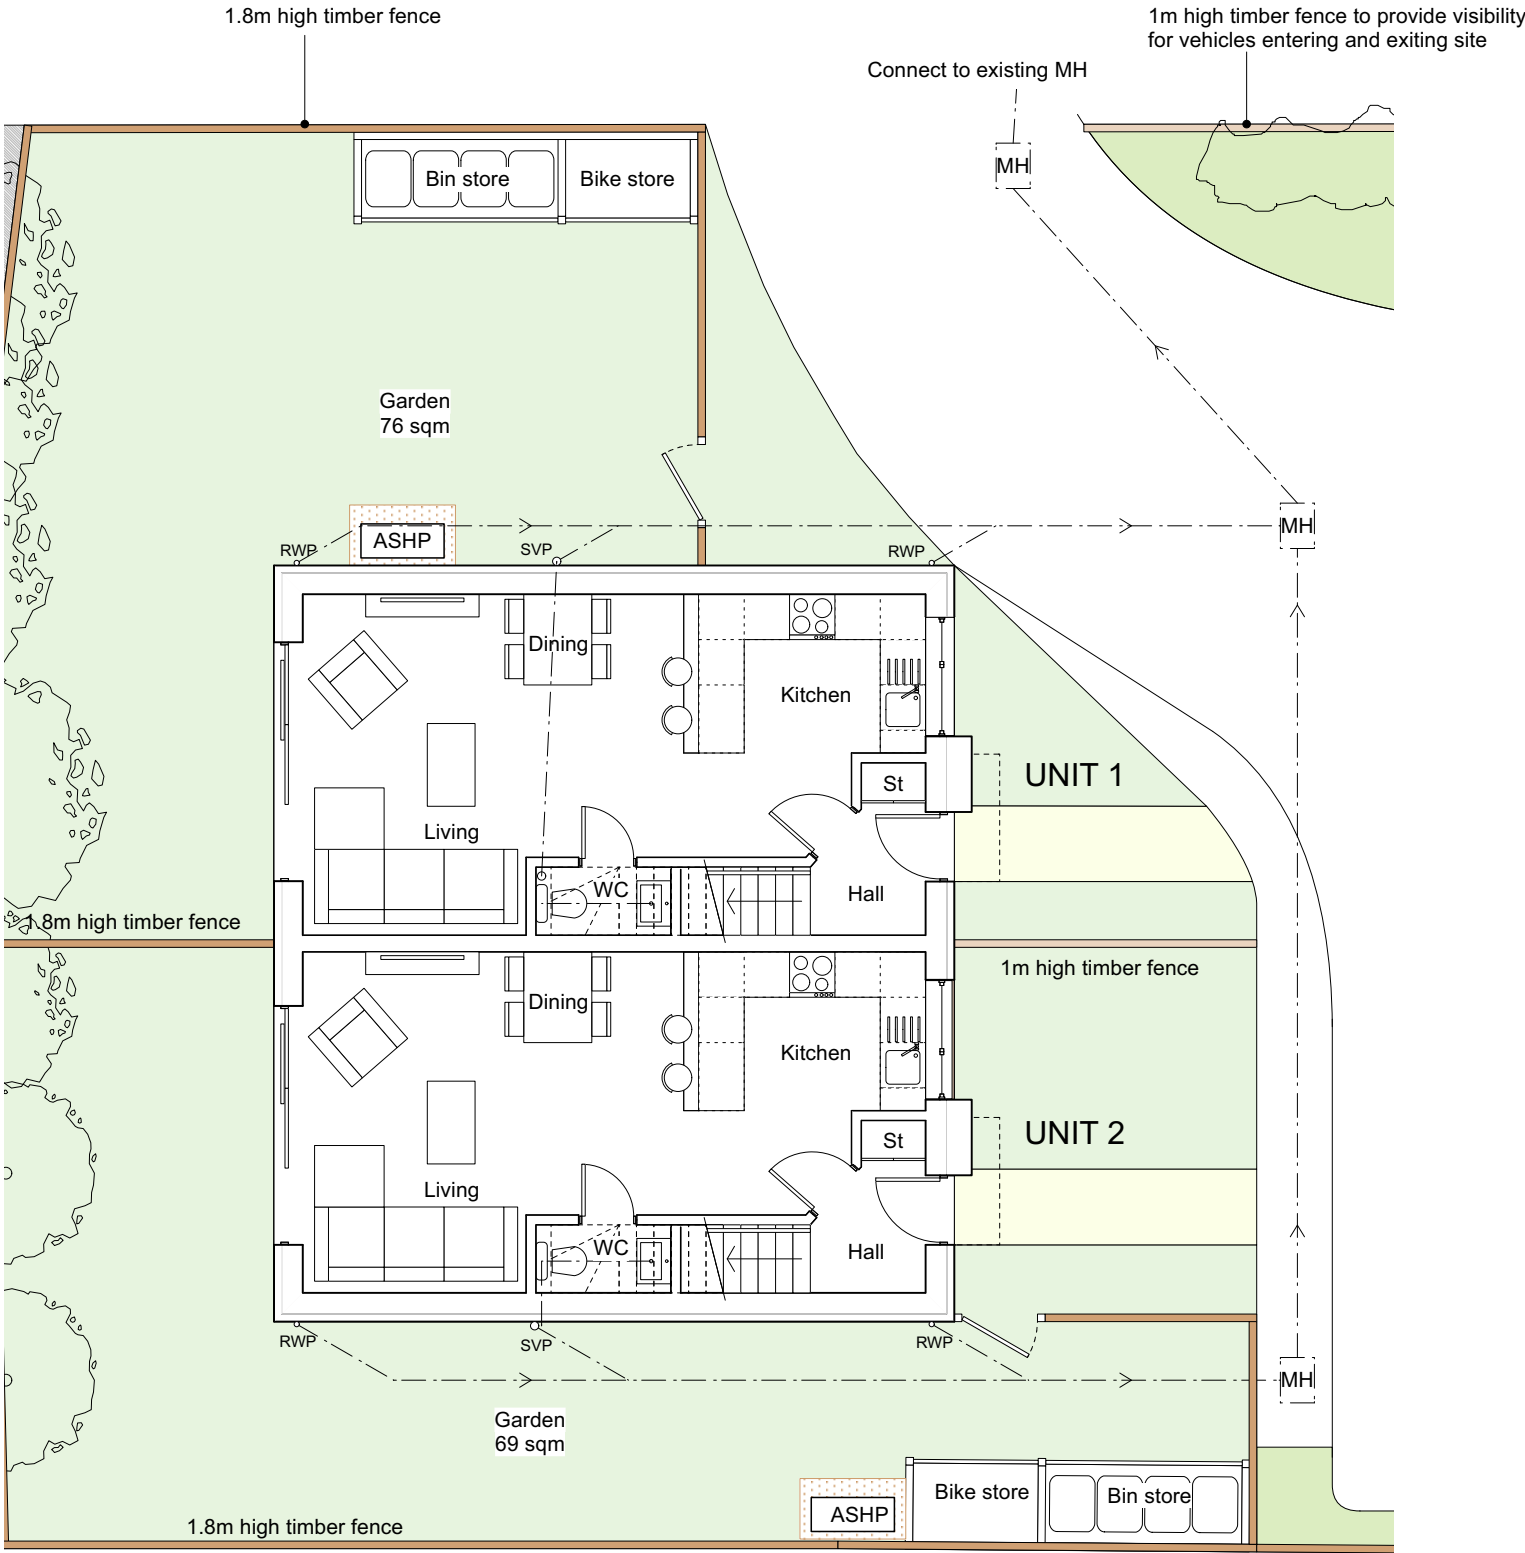 1.8m high timber fence
1m high timber fence to provide visibility
for vehicles entering and exiting site
Connect to existing MH
MH
Bin store
Bike store
Garden
76 sqm
MH
ASHP
RWP
SVP
RWP
Dining
Kitchen
UNIT 1
St
Living
WC
Hall
1.8m high timber fence
1m high timber fence
Dining
Kitchen
UNIT 2
St
Living
WC
Hall
RWP
SVP
RWP
MH
Garden
69 sqm
Bike store
Bin store
ASHP
1.8m high timber fence